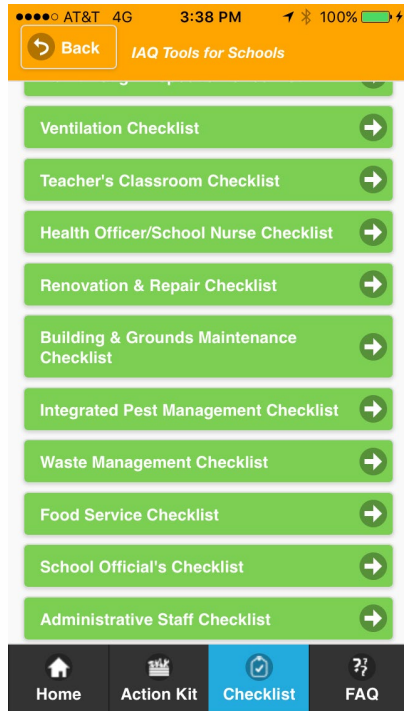 AT&T 4G 3:38 PM 100%
Back
IAQ Tools for Schools
Ventilation Checklist
Teacher's Classroom Checklist
Health Officer/School Nurse Checklist
Renovation & Repair Checklist
Building & Grounds Maintenance
Checklist
Integrated Pest Management Checklist
Waste Management Checklist
Food Service Checklist
School Official's Checklist
Administrative Staff Checklist
Home Action Kit Checklist FAQ